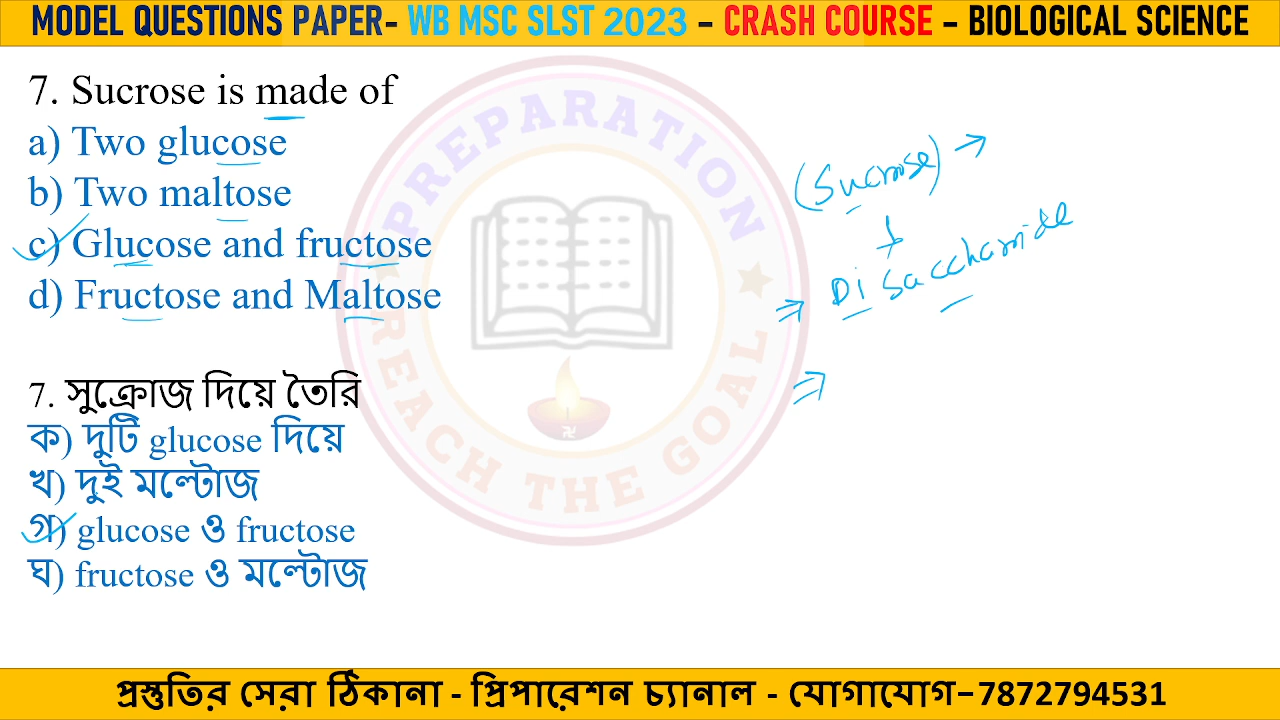 MODEL QUESTIONS PAPER- WB MSC SLST 2023 – CRASH COURSE – BIOLOGICAL SCIENCE
7. Sucrose is made of
a) Two glucose
b) Two maltose
c) Glucose and fructose
d) Fructose and Maltose
7. সুক্রোজ দিয়ে তৈরি
ক) দুটি glucose দিয়ে
খ) দুই মল্টোজ
গ) glucose ও fructose
ঘ) fructose ও মল্টোজ
(Sucrose) →
⇒ Di Saccharide
⇒
PREPARATION
REACH THE GOAL
প্রস্তুতির সেরা ঠিকানা - প্রিপারেশন চ্যানাল - যোগাযোগ–7872794531